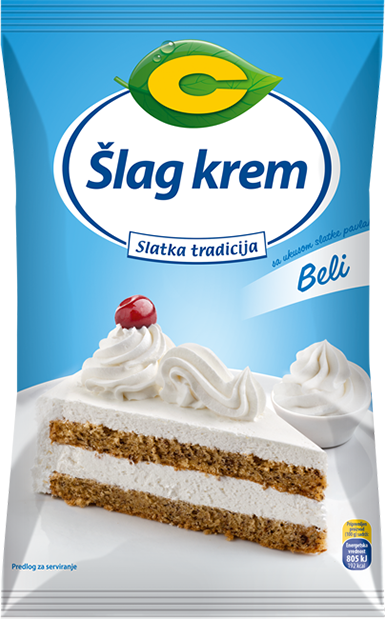 C
Šlag krem
Slatka tradicija
sa ukusom slatke pavlake
Beli
Predlog za serviranje
Energetska
vrednost
805 kJ
192 kcal